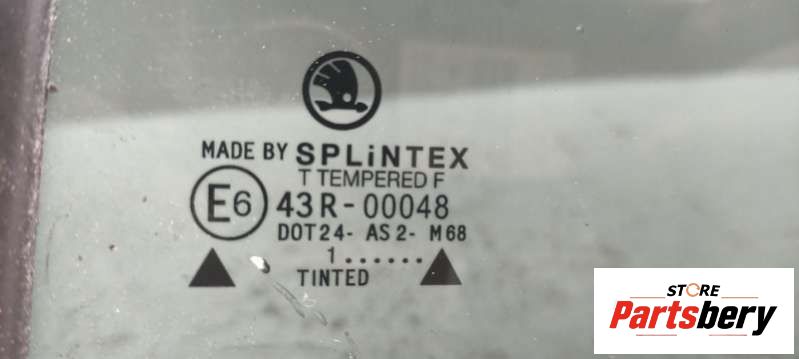 MADE BY SPLiNTEX
T TEMPERED F
E6 43R-00048
DOT24- AS2- M68
1......
TINTED
STORE
Partsbery